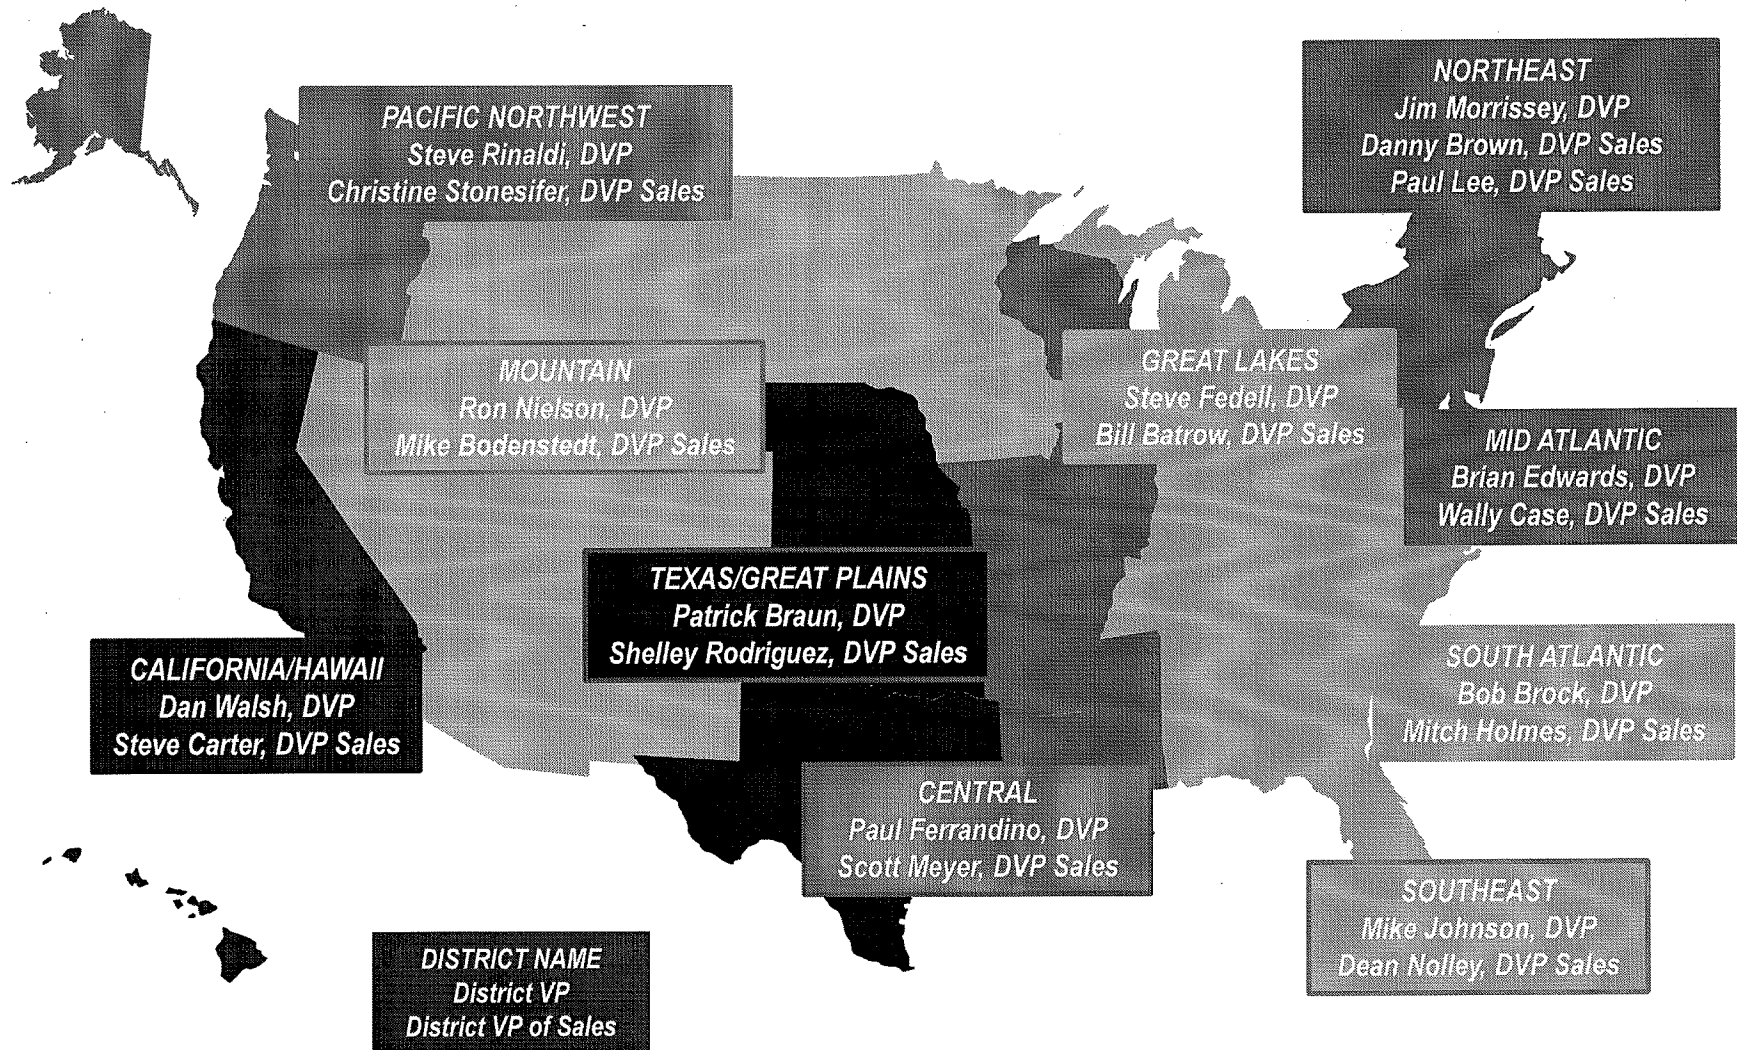 PACIFIC NORTHWEST
Steve Rinaldi, DVP
Christine Stonesifer, DVP Sales
NORTHEAST
Jim Morrissey, DVP
Danny Brown, DVP Sales
Paul Lee, DVP Sales
MOUNTAIN
Ron Nielson, DVP
Mike Bodenstedt, DVP Sales
GREAT LAKES
Steve Fedell, DVP
Bill Batrow, DVP Sales
MID ATLANTIC
Brian Edwards, DVP
Wally Case, DVP Sales
TEXAS/GREAT PLAINS
Patrick Braun, DVP
Shelley Rodriguez, DVP Sales
CALIFORNIA/HAWAII
Dan Walsh, DVP
Steve Carter, DVP Sales
SOUTH ATLANTIC
Bob Brock, DVP
Mitch Holmes, DVP Sales
CENTRAL
Paul Ferrandino, DVP
Scott Meyer, DVP Sales
SOUTHEAST
Mike Johnson, DVP
Dean Nolley, DVP Sales
DISTRICT NAME
District VP
District VP of Sales